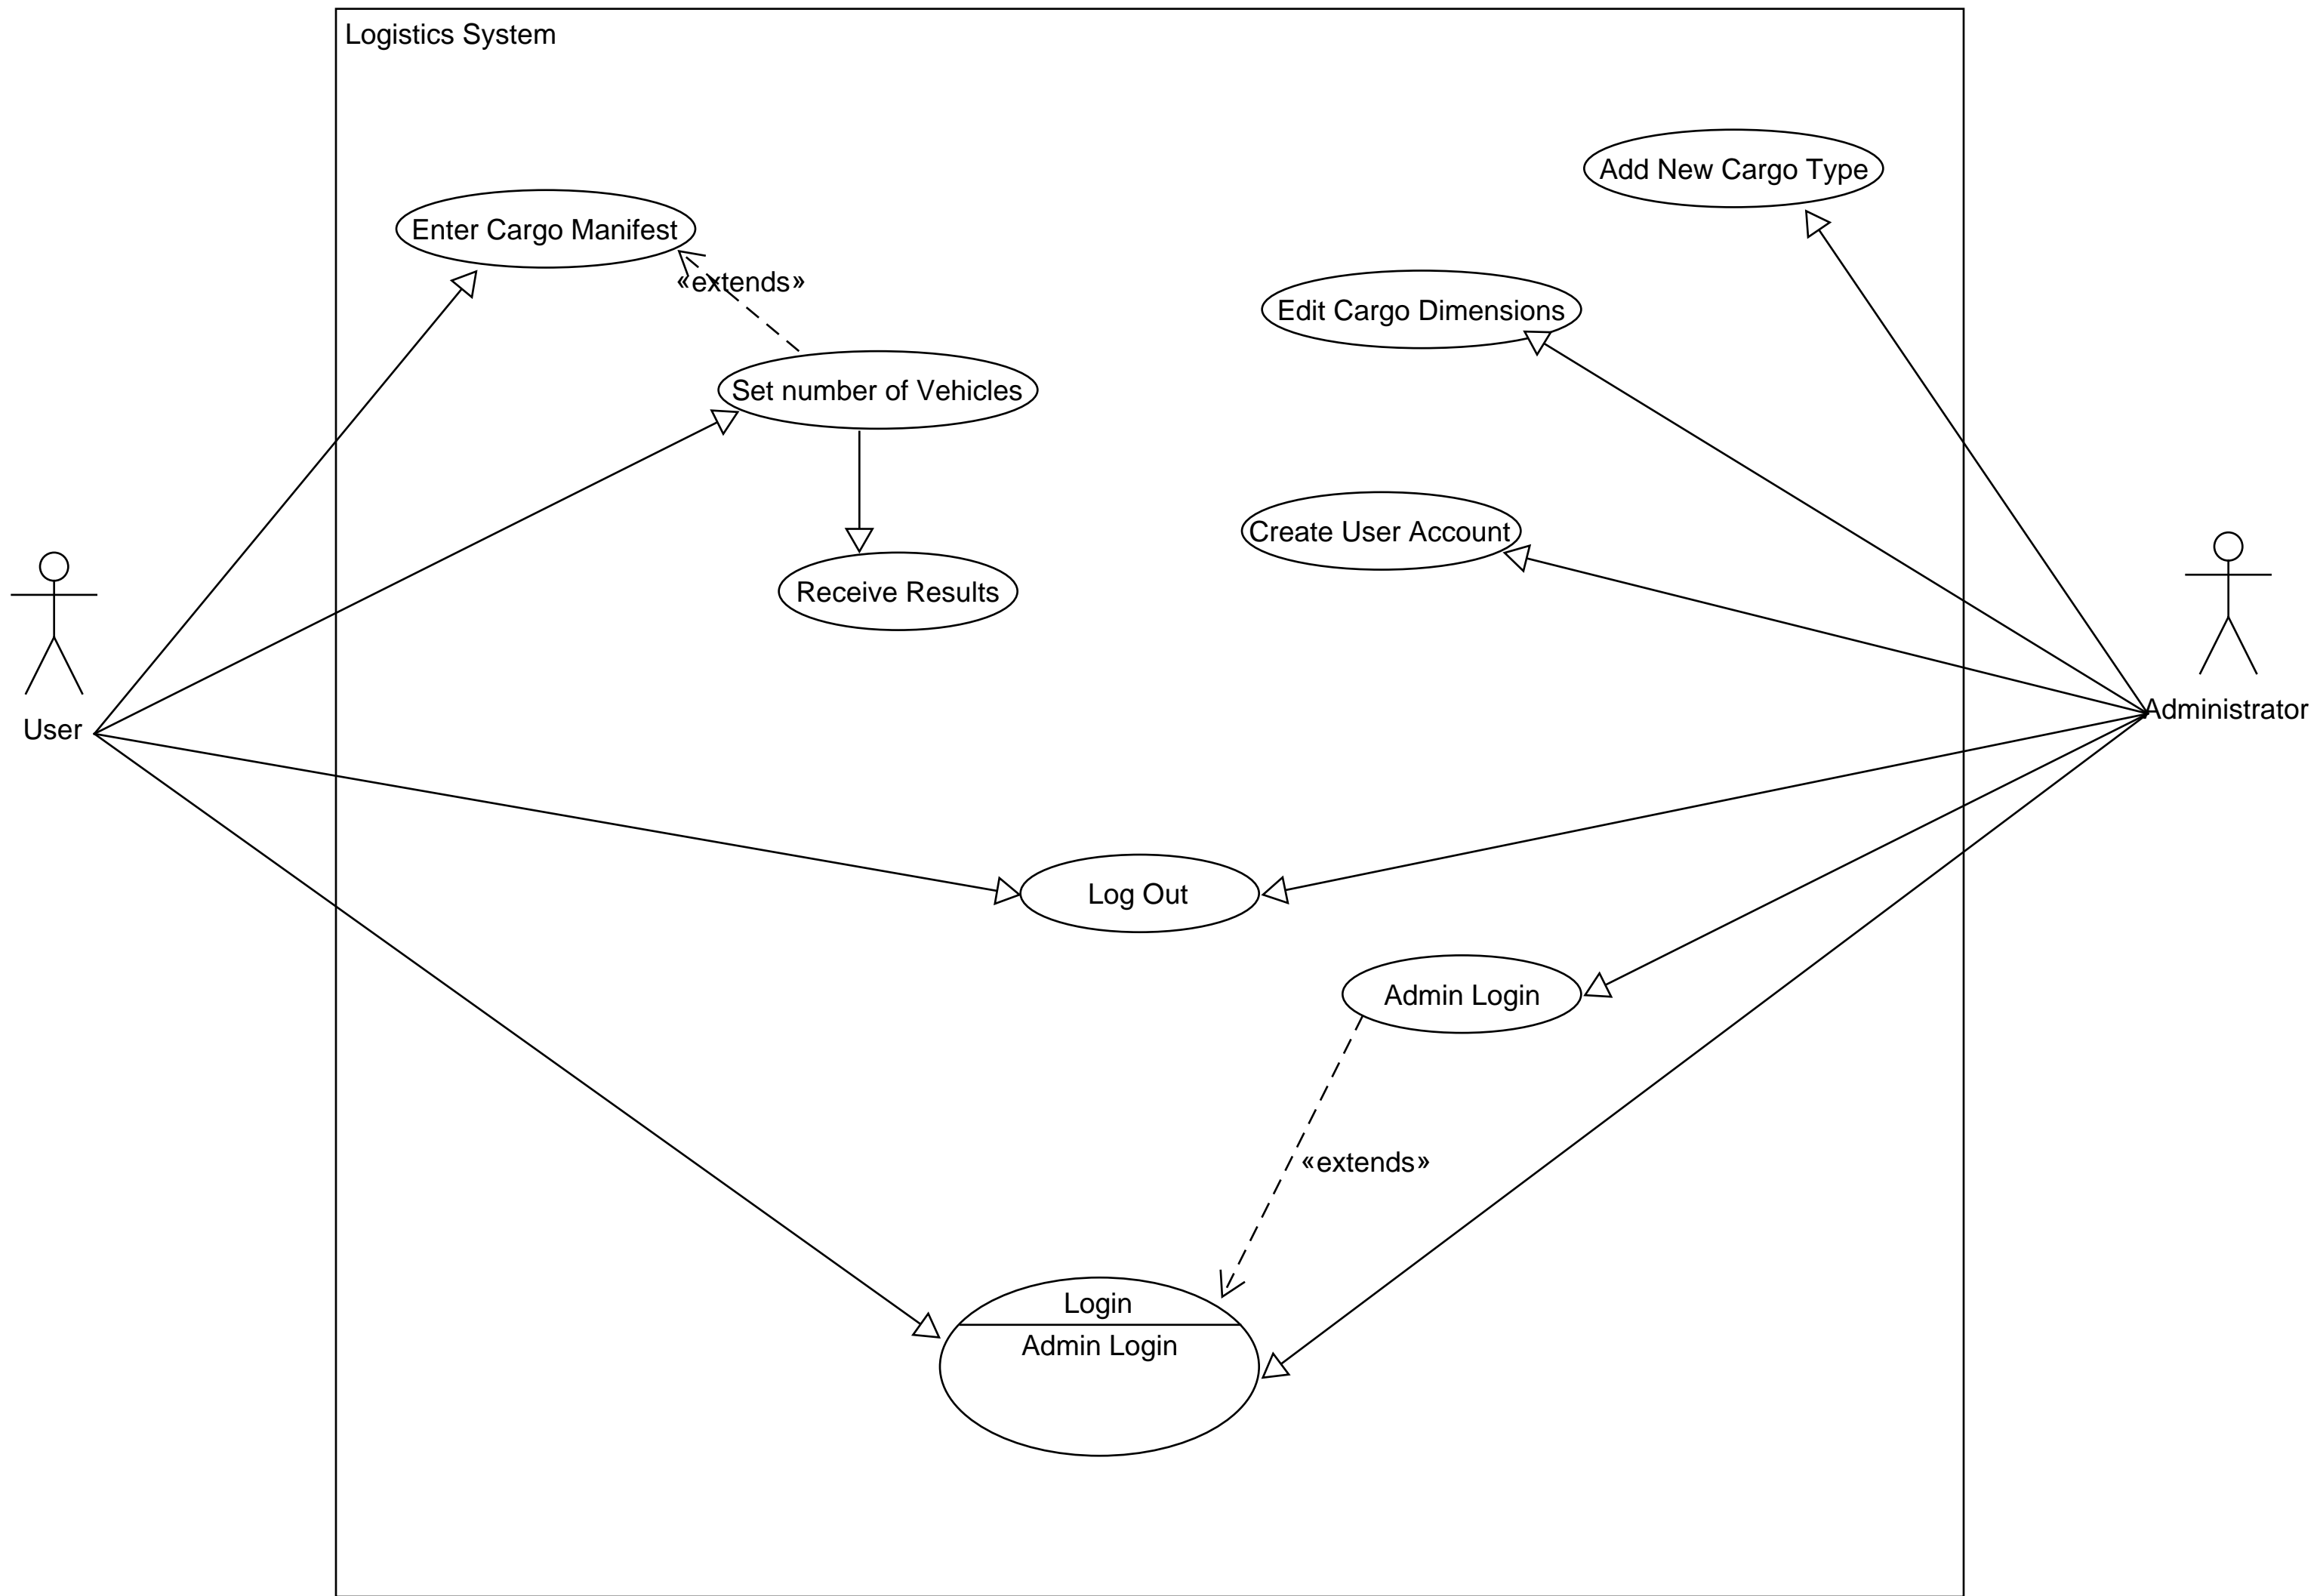 Logistics System
Add New Cargo Type
Enter Cargo Manifest
«extends»
Edit Cargo Dimensions
Set number of Vehicles
Create User Account
Receive Results
User
Administrator
Log Out
Admin Login
«extends»
Login
Admin Login